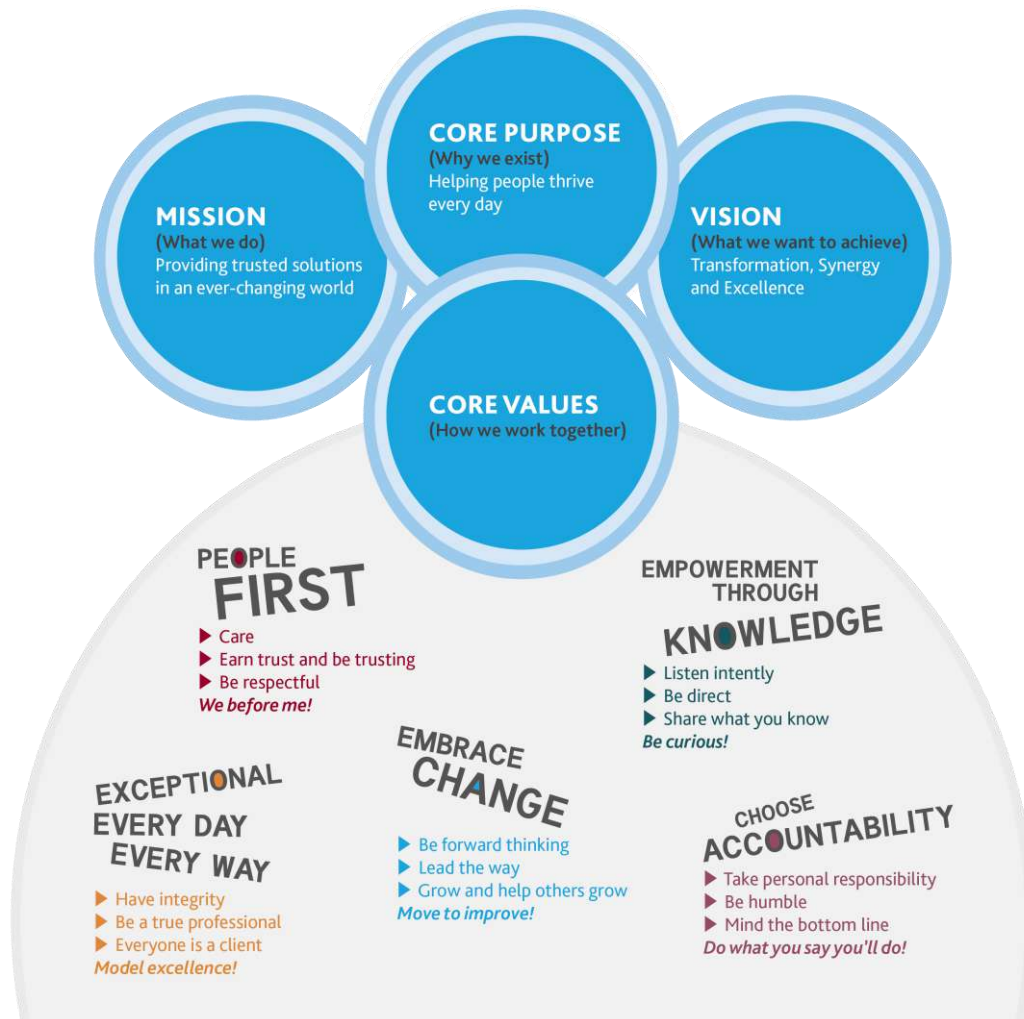 CORE PURPOSE
(Why we exist)
Helping people thrive
every day
MISSION
(What we do)
Providing trusted solutions
in an ever-changing world
VISION
(What we want to achieve)
Transformation, Synergy
and Excellence
CORE VALUES
(How we work together)
PEOPLE
FIRST
▶ Care
▶ Earn trust and be trusting
▶ Be respectful
We before me!
EMPOWERMENT
THROUGH
KNOWLEDGE
▶ Listen intently
▶ Be direct
▶ Share what you know
Be curious!
EXCEPTIONAL
EVERY DAY
EVERY WAY
▶ Have integrity
▶ Be a true professional
▶ Everyone is a client
Model excellence!
EMBRACE
CHANGE
▶ Be forward thinking
▶ Lead the way
▶ Grow and help others grow
Move to improve!
CHOOSE
ACCOUNTABILITY
▶ Take personal responsibility
▶ Be humble
▶ Mind the bottom line
Do what you say you'll do!